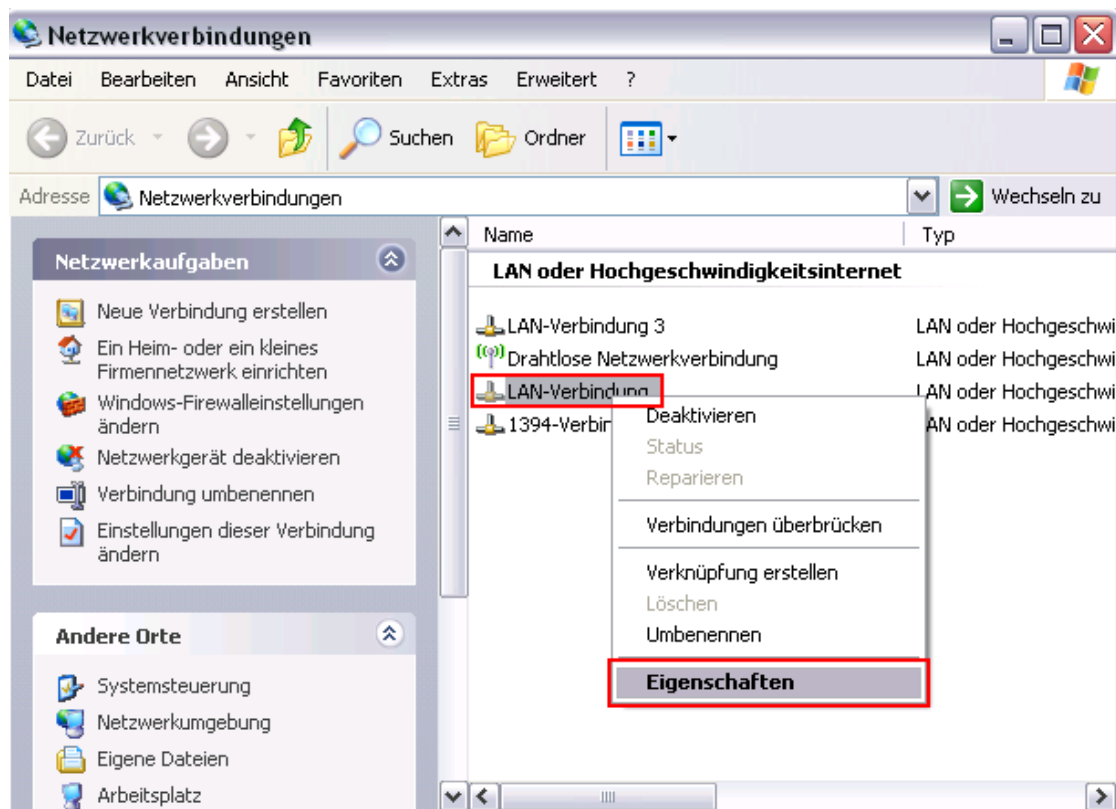 Netzwerkverbindungen
Datei Bearbeiten Ansicht Favoriten Extras Erweitert ?
Zurück Suchen Ordner
Adresse Netzwerkverbindungen Wechseln zu
Netzwerkaufgaben
Neue Verbindung erstellen
Ein Heim- oder ein kleines
Firmennetzwerk einrichten
Windows-Firewalleinstellungen
ändern
Netzwerkgerät deaktivieren
Verbindung umbenennen
Einstellungen dieser Verbindung
ändern
Andere Orte
Systemsteuerung
Netzwerkumgebung
Eigene Dateien
Arbeitsplatz
Name Typ
LAN oder Hochgeschwindigkeitsinternet
LAN-Verbindung 3 LAN oder Hochgeschwi
Drahtlose Netzwerkverbindung LAN oder Hochgeschwi
LAN-Verbindung LAN oder Hochgeschwi
1394-Verbin AN oder Hochgeschwi
Deaktivieren
Status
Reparieren
Verbindungen überbrücken
Verknüpfung erstellen
Löschen
Umbenennen
Eigenschaften